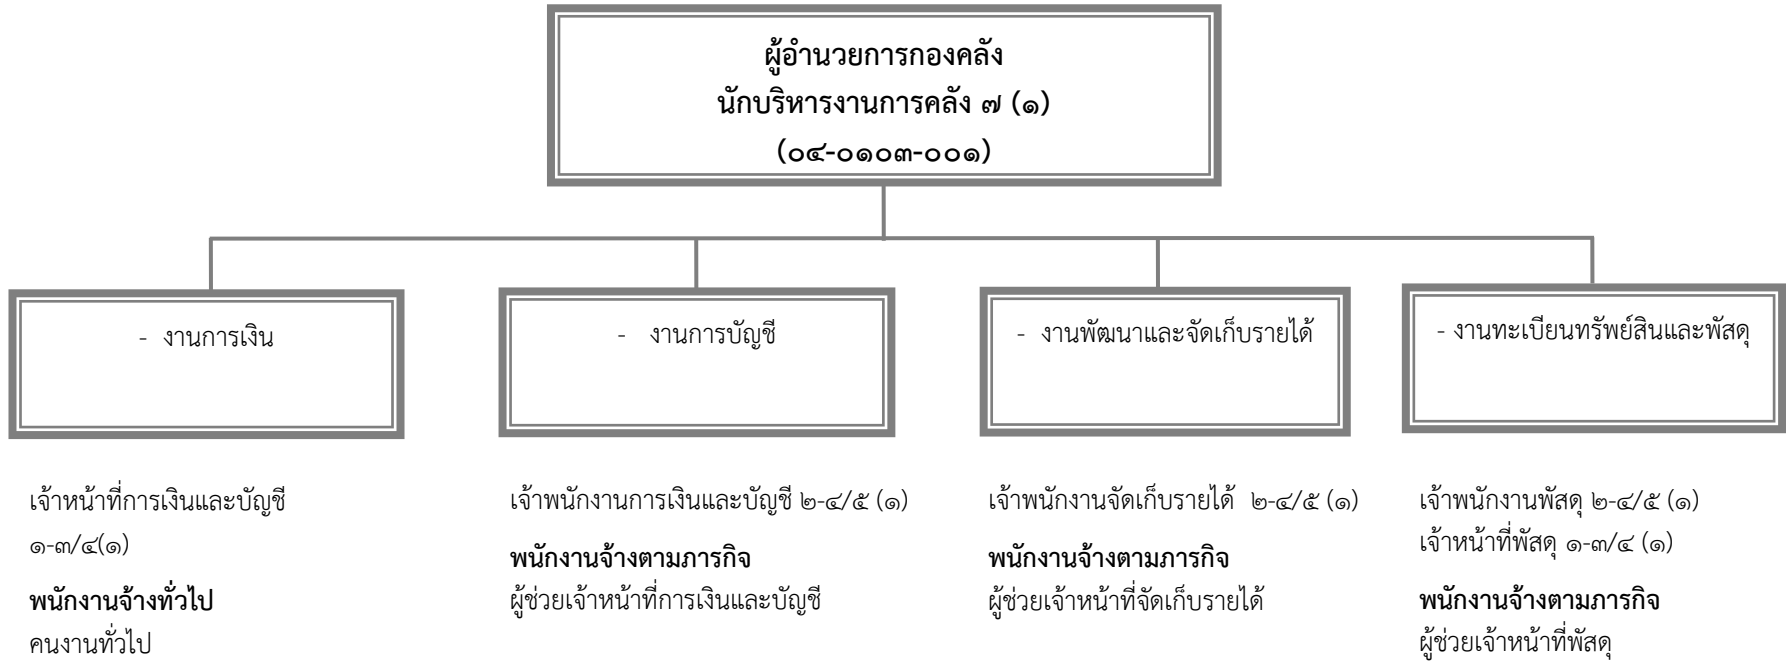 ผู้อำนวยการกองคลัง
นักบริหารงานการคลัง ๗ (๑)
(๐๔-๐๑๐๓-๐๐๑)
- งานการเงิน
- งานการบัญชี
- งานพัฒนาและจัดเก็บรายได้
- งานทะเบียนทรัพย์สินและพัสดุ
เจ้าหน้าที่การเงินและบัญชี
๑-๓/๔(๑)
พนักงานจ้างทั่วไป
คนงานทั่วไป
เจ้าพนักงานการเงินและบัญชี ๒-๔/๕ (๑)
พนักงานจ้างตามภารกิจ
ผู้ช่วยเจ้าหน้าที่การเงินและบัญชี
เจ้าพนักงานจัดเก็บรายได้ ๒-๔/๕ (๑)
พนักงานจ้างตามภารกิจ
ผู้ช่วยเจ้าหน้าที่จัดเก็บรายได้
เจ้าพนักงานพัสดุ ๒-๔/๕ (๑)
เจ้าหน้าที่พัสดุ ๑-๓/๔ (๑)
พนักงานจ้างตามภารกิจ
ผู้ช่วยเจ้าหน้าที่พัสดุ